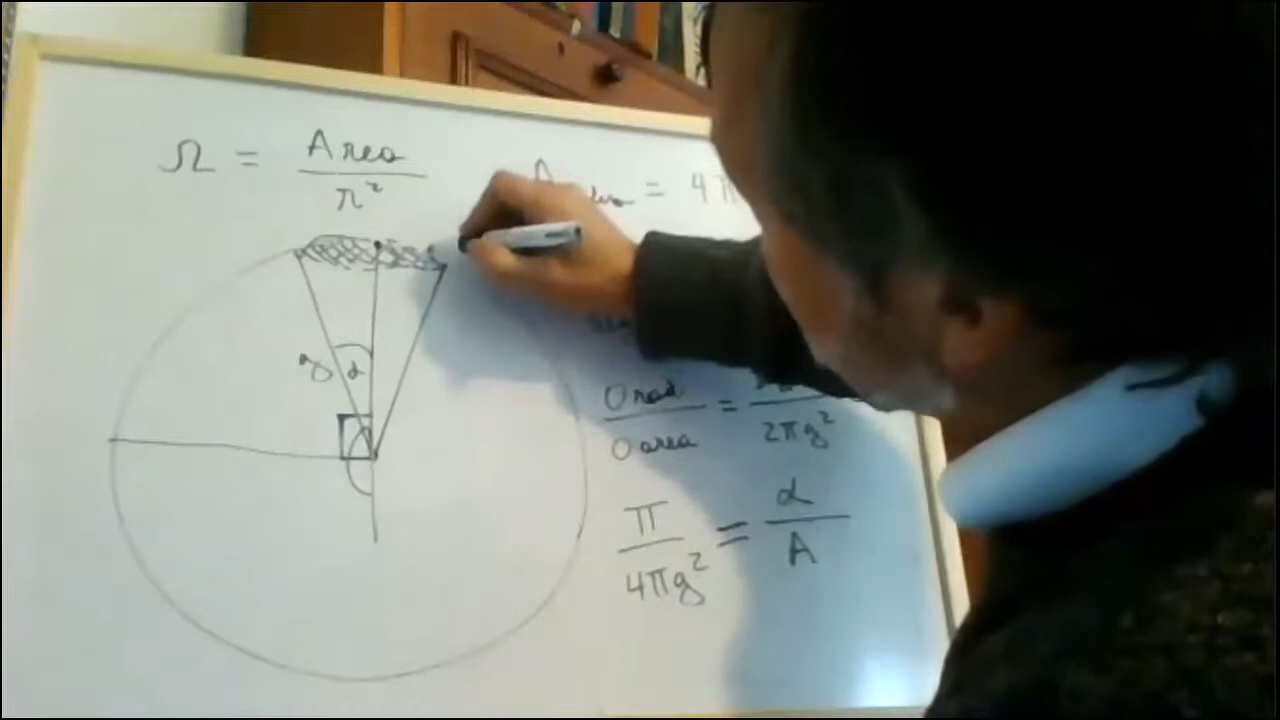 Ω = Area / r²
= 4π
g α
0 rad / 0 area = / 2πg²
π / 4πg² = α / A